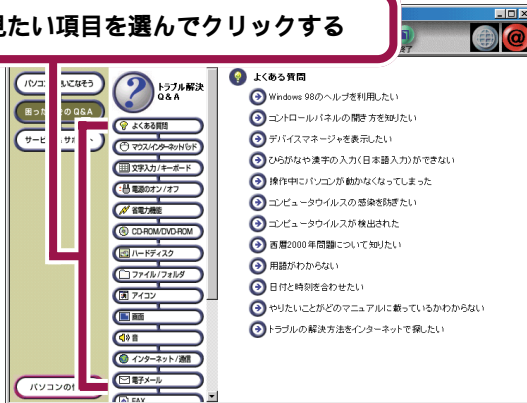 見たい項目を選んでクリックする
終了
パソコン
いこなそう
困った
の Q&A
サービ
サ
パソコンの
トラブル解決
Q & A
よくある質問
マウス/インターネット/Fn
文字入力/キーボード
電源のオン/オフ
省電力機能
CD-ROM/DVD-ROM
ハードディスク
ファイル/フォルダ
アイコン
画面
音
インターネット/通信
電子メール
FAX
よくある質問
Windows 98のヘルプを利用したい
コントロールパネルの開き方を知りたい
デバイスマネージャを表示したい
ひらがなや漢字の入力(日本語入力)ができない
操作中にパソコンが動かなくなってしまった
コンピュータウイルスの感染を防ぎたい
コンピュータウイルスが検出された
西暦2000年問題について知りたい
用語がわからない
日付と時刻を合わせたい
やりたいことがどのマニュアルに載っているかわからない
トラブルの解決方法をインターネットで探したい